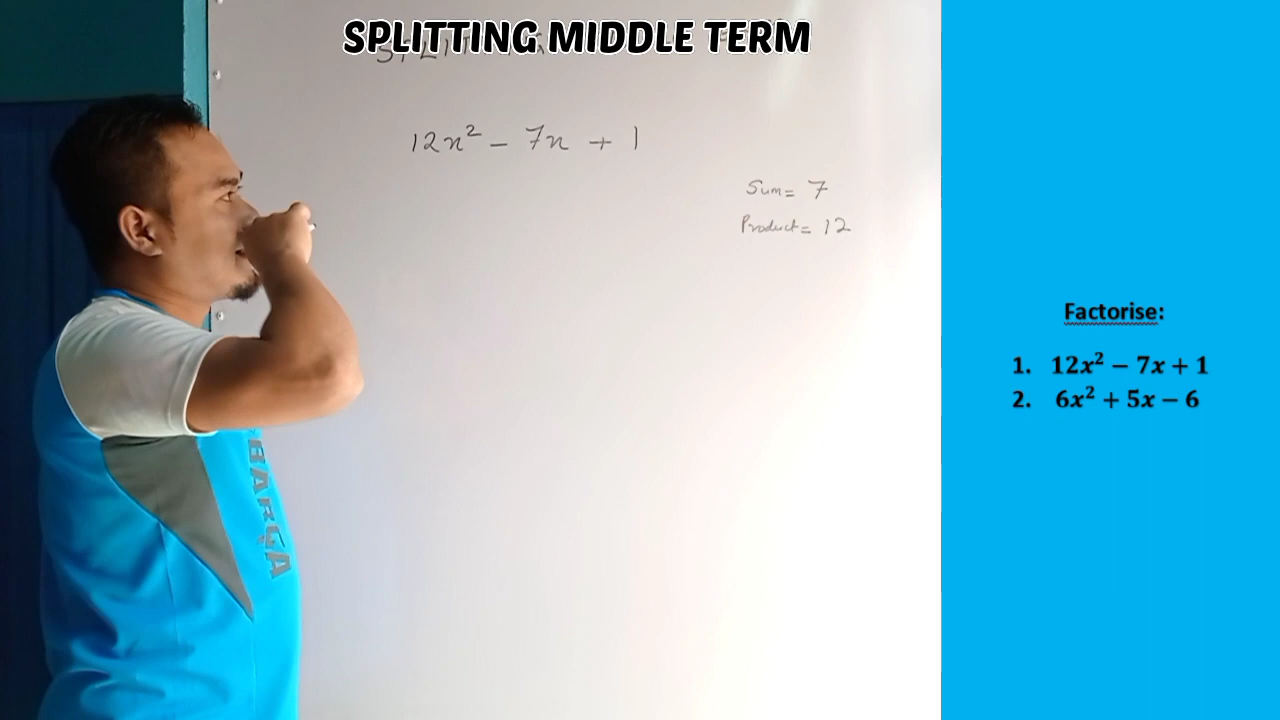 SPLITTING MIDDLE TERM
12x² - 7x + 1
Sum = 7
Product = 12
BARÇA
Factorise:
1. 12x² − 7x + 1
2. 6x² + 5x − 6